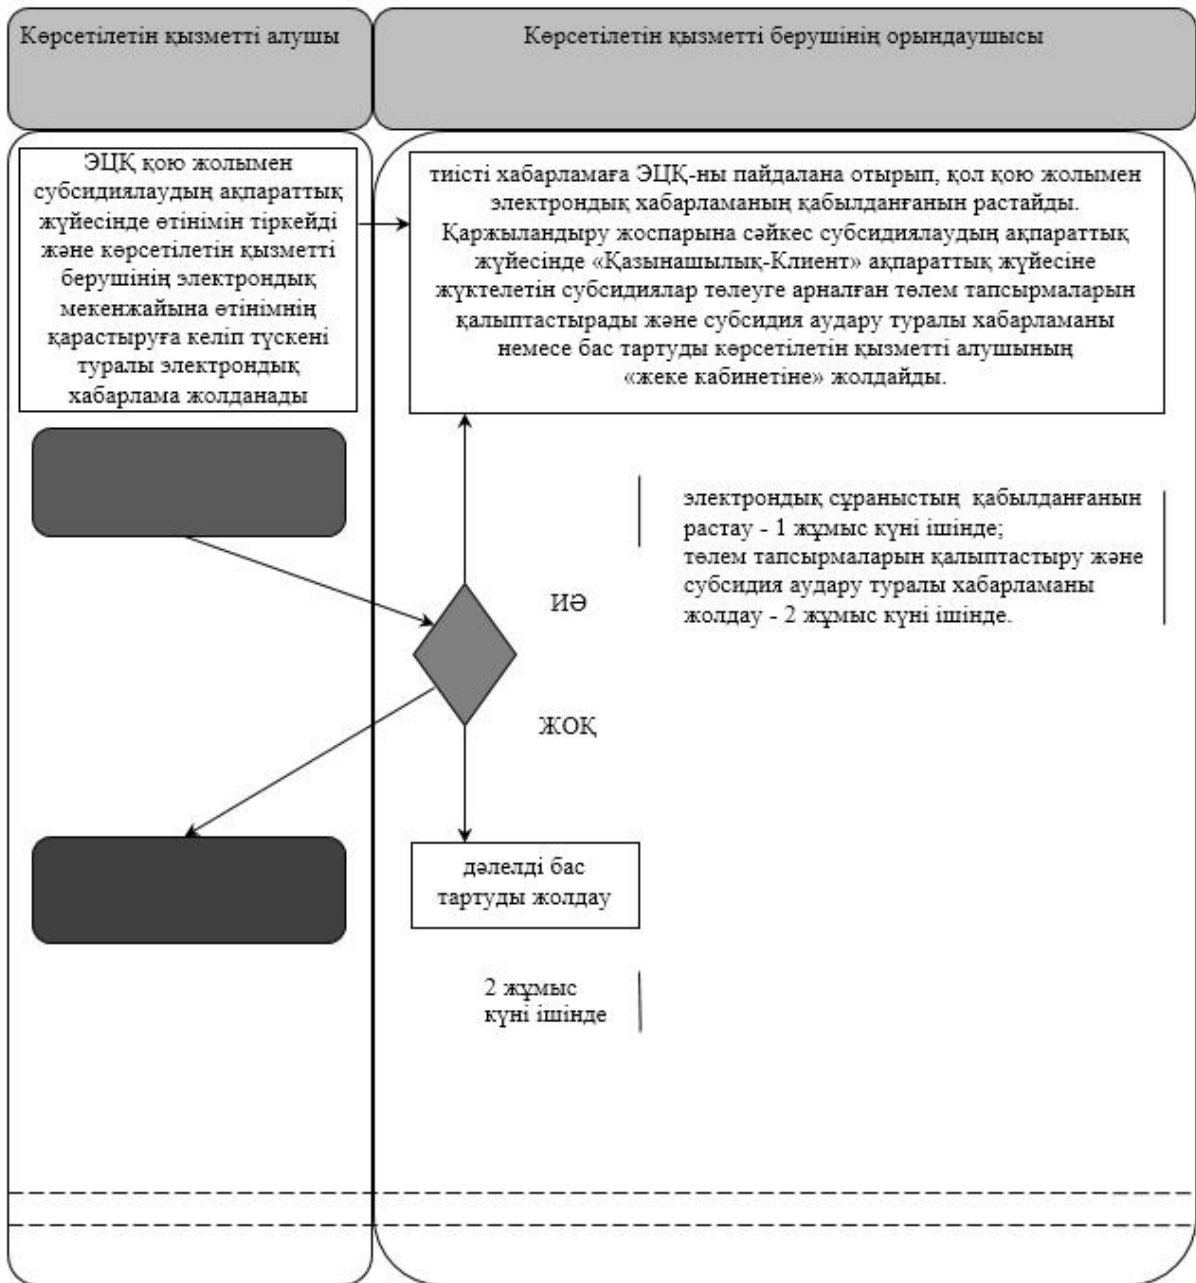 Көрсетілетін қызметті алушы
Көрсетілетін қызметті берушінің орындаушысы
ЭЦҚ қою жолымен
субсидиялаудың ақпараттық
жүйесінде өтінімін тіркейді
және көрсетілетін қызметті
берушінің электрондық
мекенжайына өтінімнің
қарастыруға келіп түскені
туралы электрондық
хабарлама жолданады
тиісті хабарламаға ЭЦҚ-ны пайдалана отырып, қол қою жолымен
электрондық хабарламаның қабылданғанын растайды.
Қаржыландыру жоспарына сәйкес субсидиялаудың ақпараттық
жүйесінде «Қазынашылық-Клиент» ақпараттық жүйесіне
жүктелетін субсидиялар төлеуге арналған төлем тапсырмаларын
қалыптастырады және субсидия аудару туралы хабарламаны
немесе бас тартуды көрсетілетін қызметті алушының
«жеке кабинетіне» жолдайды.
электрондық сұраныстың қабылданғанын
растау - 1 жұмыс күні ішінде;
төлем тапсырмаларын қалыптастыру және
субсидия аудару туралы хабарламаны
жолдау - 2 жұмыс күні ішінде.
ИӘ
ЖОҚ
дәлелді бас
тартуды жолдау
2 жұмыс
күні ішінде